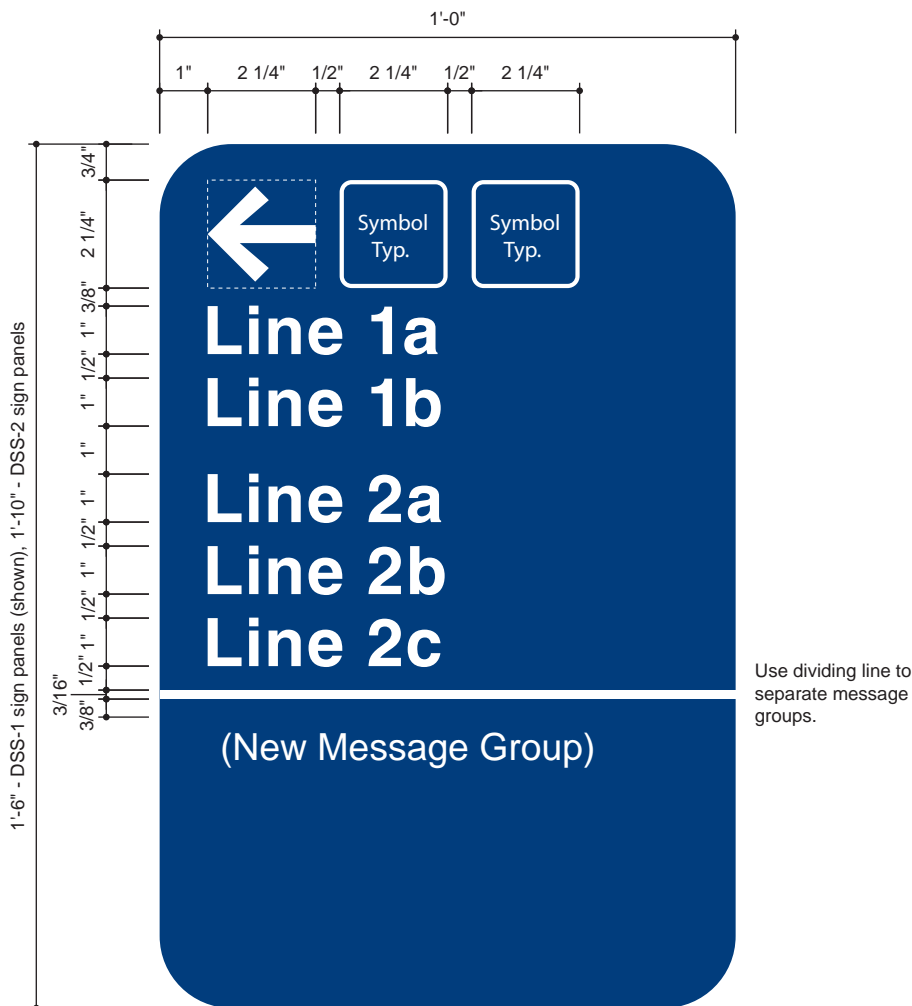 1'-0"
1" 2 1/4" 1/2" 2 1/4" 1/2" 2 1/4"
3/4"
2 1/4"
3/8"
1"
1/2"
1"
1"
1"
1/2"
1"
1/2"
1"
1/2"
3/16"
3/8"
1'-6" - DSS-1 sign panels (shown), 1'-10" - DSS-2 sign panels
Symbol
Typ.
Symbol
Typ.
Line 1a
Line 1b
Line 2a
Line 2b
Line 2c
(New Message Group)
Use dividing line to
separate message
groups.